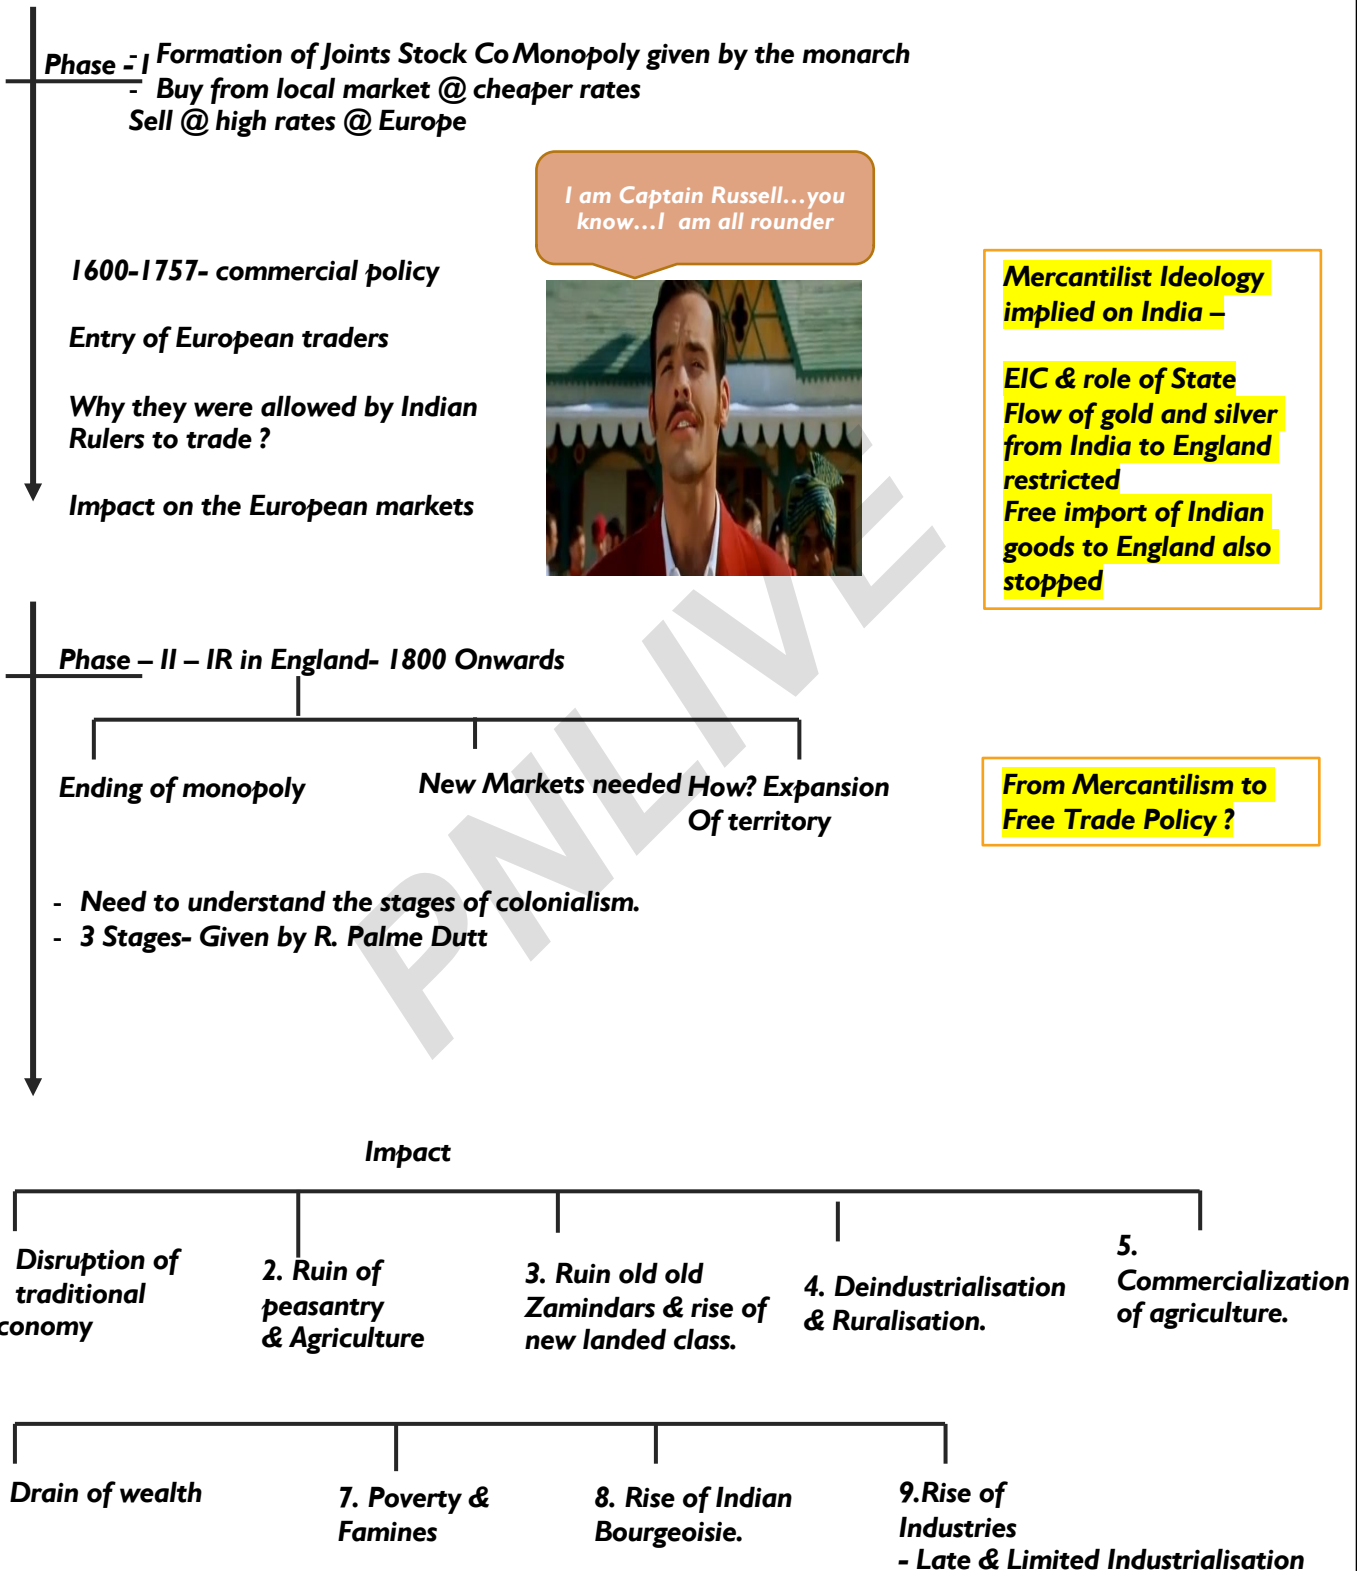 Phase - I
- Formation of Joints Stock Co Monopoly given by the monarch
- Buy from local market @ cheaper rates
Sell @ high rates @ Europe
I am Captain Russell...you
know...I am all rounder
1600-1757- commercial policy
Entry of European traders
Why they were allowed by Indian
Rulers to trade ?
Impact on the European markets
Mercantilist Ideology
implied on India –
EIC & role of State
Flow of gold and silver
from India to England
restricted
Free import of Indian
goods to England also
stopped
Phase – II – IR in England- 1800 Onwards
Ending of monopoly
New Markets needed
How? Expansion
Of territory
From Mercantilism to
Free Trade Policy ?
- Need to understand the stages of colonialism.
- 3 Stages- Given by R. Palme Dutt
PNLIVE
Impact
Disruption of
traditional
conomy
2. Ruin of
peasantry
& Agriculture
3. Ruin old old
Zamindars & rise of
new landed class.
4. Deindustrialisation
& Ruralisation.
5.
Commercialization
of agriculture.
Drain of wealth
7. Poverty &
Famines
8. Rise of Indian
Bourgeoisie.
9.Rise of
Industries
- Late & Limited Industrialisation